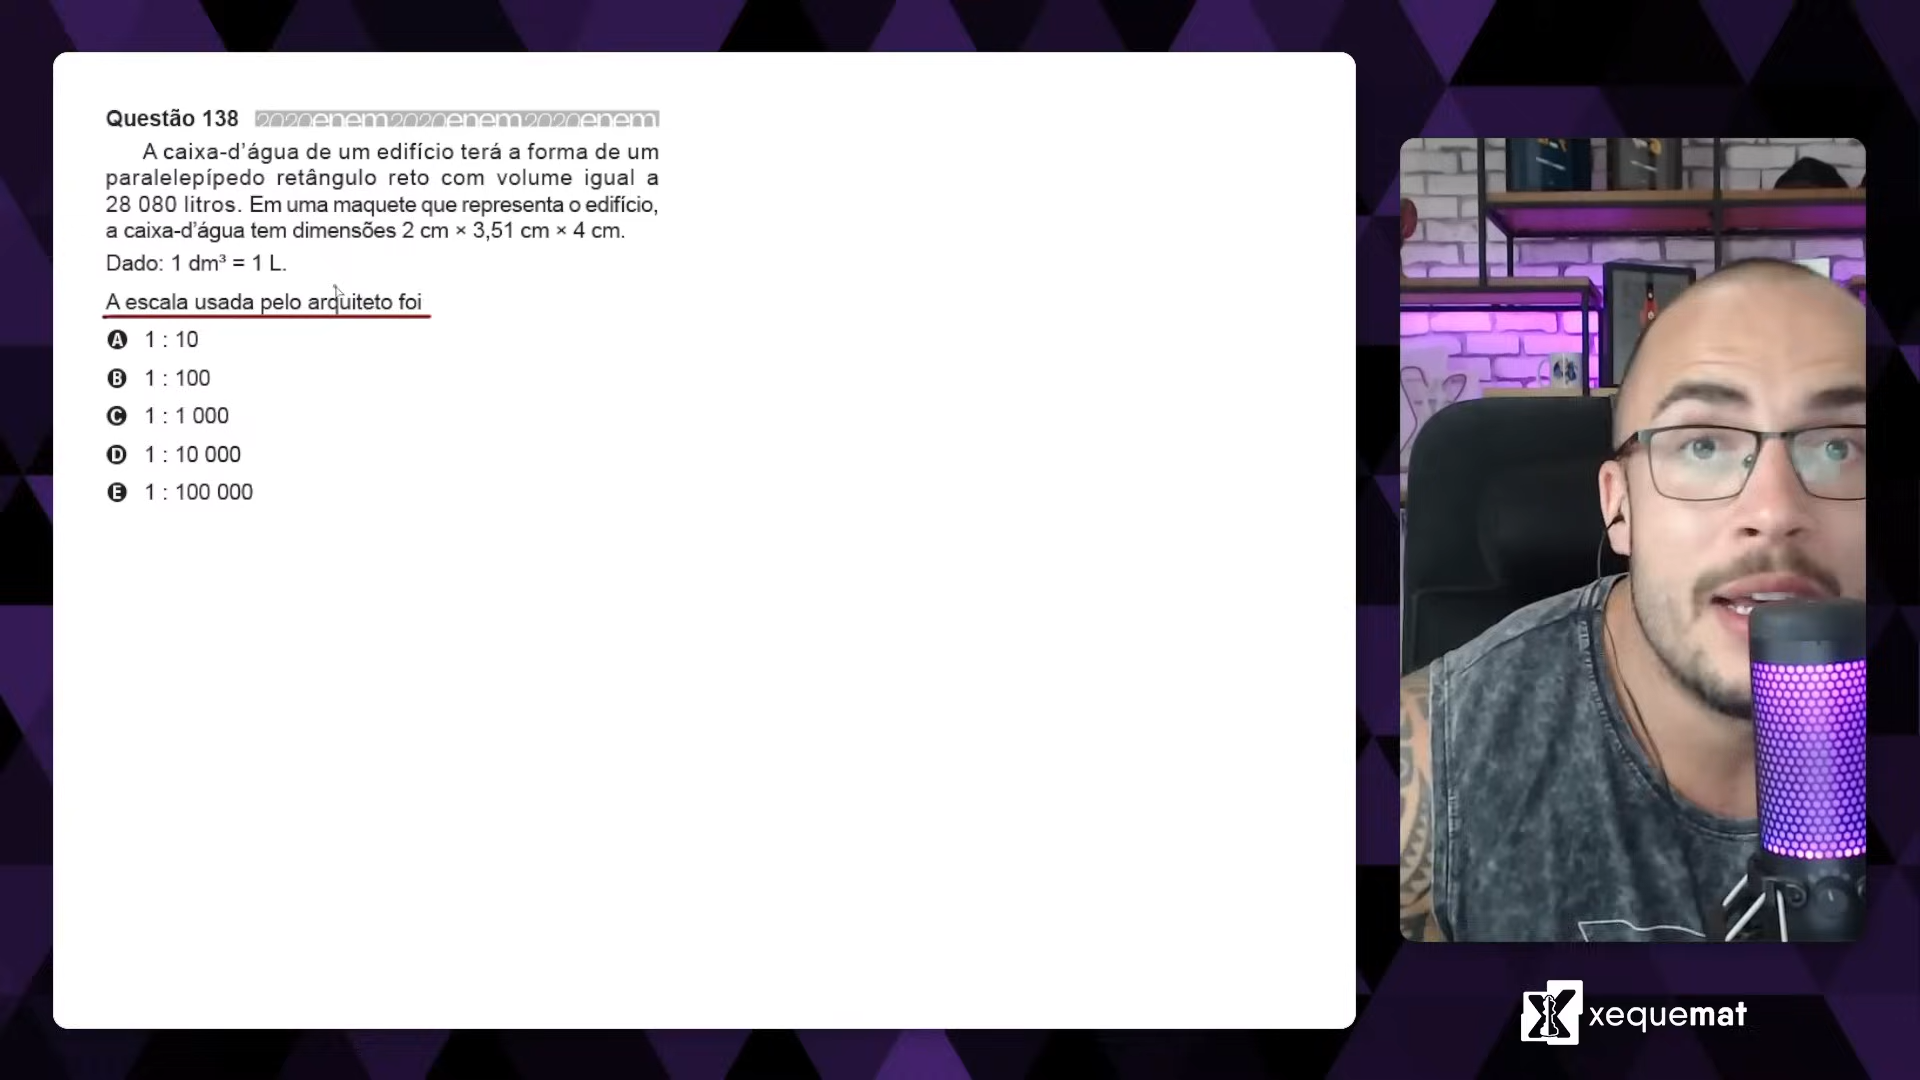 Questão 138 2020enem2020enem2020enem
A caixa-d’água de um edifício terá a forma de um
paralelepípedo retângulo reto com volume igual a
28 080 litros. Em uma maquete que representa o edifício,
a caixa-d’água tem dimensões 2 cm × 3,51 cm × 4 cm.
Dado: 1 dm³ = 1 L.
A escala usada pelo arquiteto foi
A 1 : 10
B 1 : 100
C 1 : 1 000
D 1 : 10 000
E 1 : 100 000
xequemat